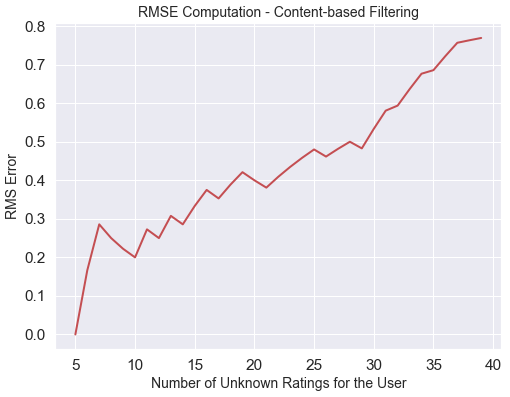 RMSE Computation - Content-based Filtering
0.8
0.7
0.6
0.5
0.4
0.3
0.2
0.1
0.0
RMS Error
5 10 15 20 25 30 35 40
Number of Unknown Ratings for the User